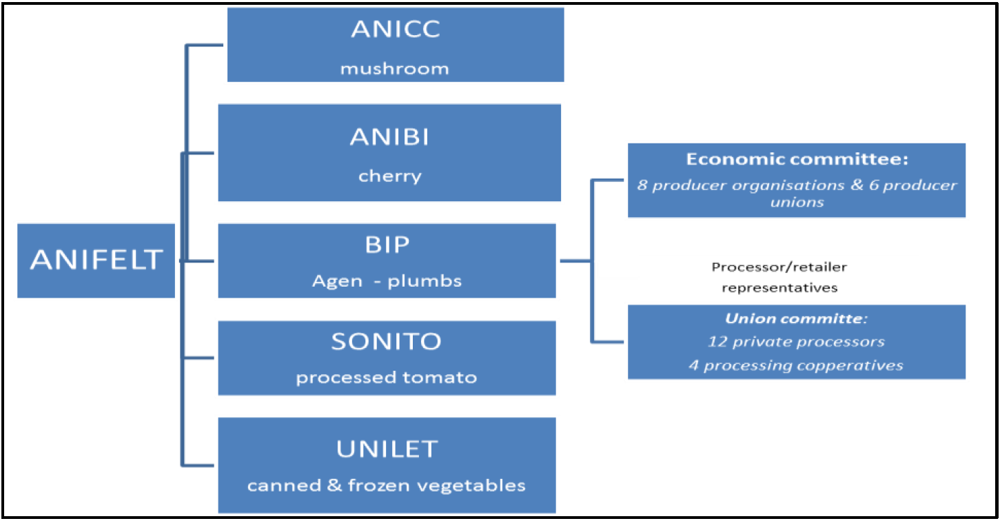 ANIFELT
ANICC
mushroom
ANIBI
cherry
BIP
Agen - plumbs
SONITO
processed tomato
UNILET
canned & frozen vegetables
Economic committee:
8 producer organisations & 6 producer
unions
Processor/retailer
representatives
Union committe:
12 private processors
4 processing copperatives